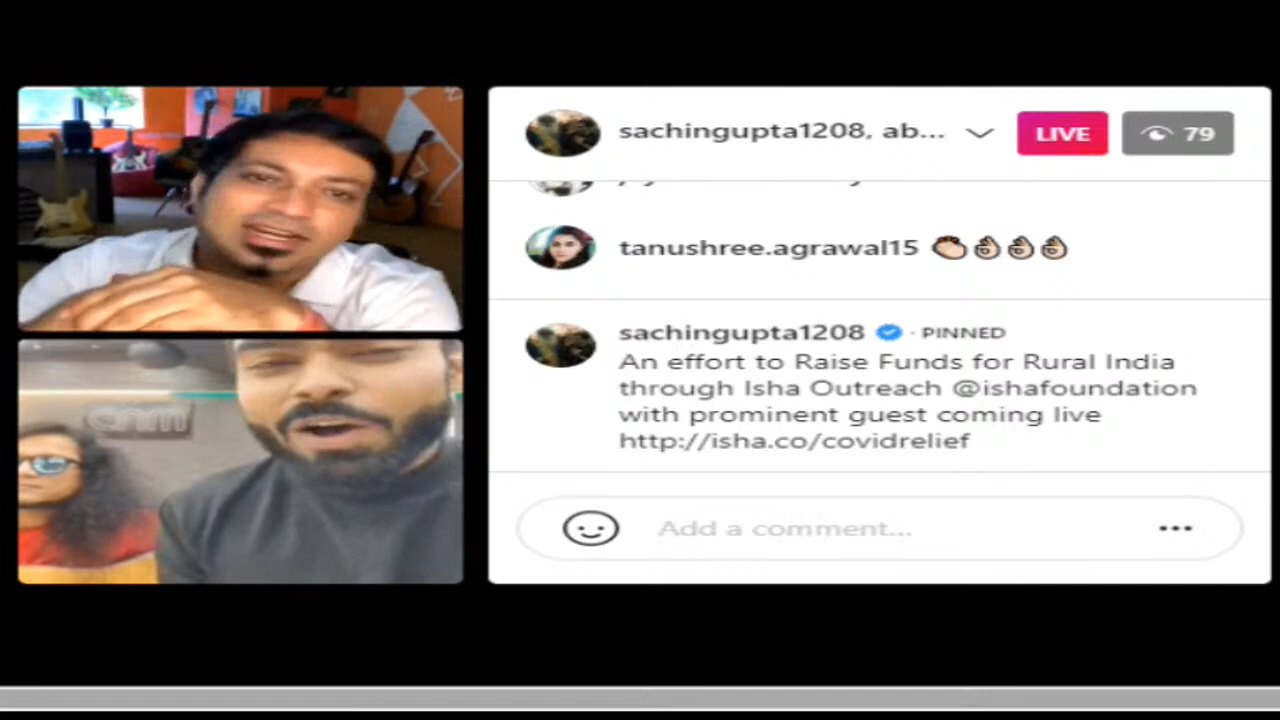 sachingupta1208, ab...
LIVE
79
tanushree.agrawal15 👏👌👌👌
sachingupta1208 · PINNED
An effort to Raise Funds for Rural India
through Isha Outreach @ishafoundation
with prominent guest coming live
http://isha.co/covidrelief
Add a comment...